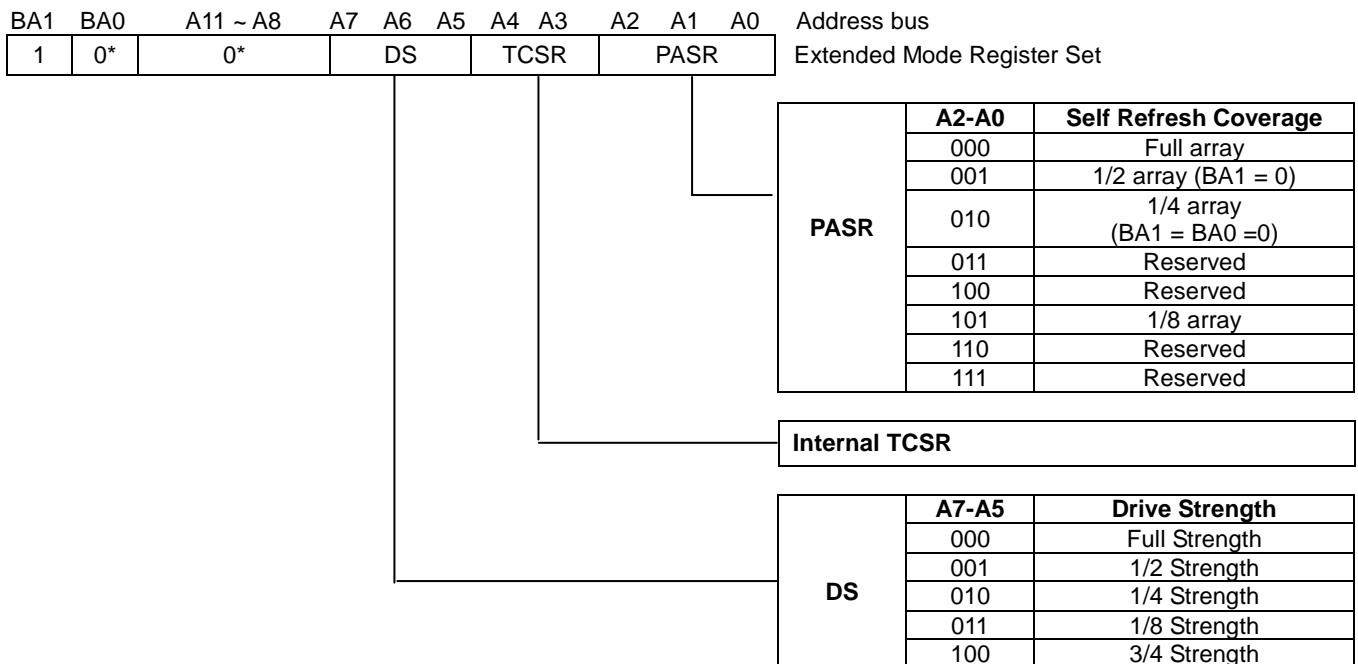 BA1 BA0 A11 ~ A8 A7 A6 A5 A4 A3 A2 A1 A0 Address bus
1 0* 0* DS TCSR PASR Extended Mode Register Set
PASR
A2-A0 Self Refresh Coverage
000 Full array
001 1/2 array (BA1 = 0)
010 1/4 array
(BA1 = BA0 =0)
011 Reserved
100 Reserved
101 1/8 array
110 Reserved
111 Reserved
Internal TCSR
DS
A7-A5 Drive Strength
000 Full Strength
001 1/2 Strength
010 1/4 Strength
011 1/8 Strength
100 3/4 Strength